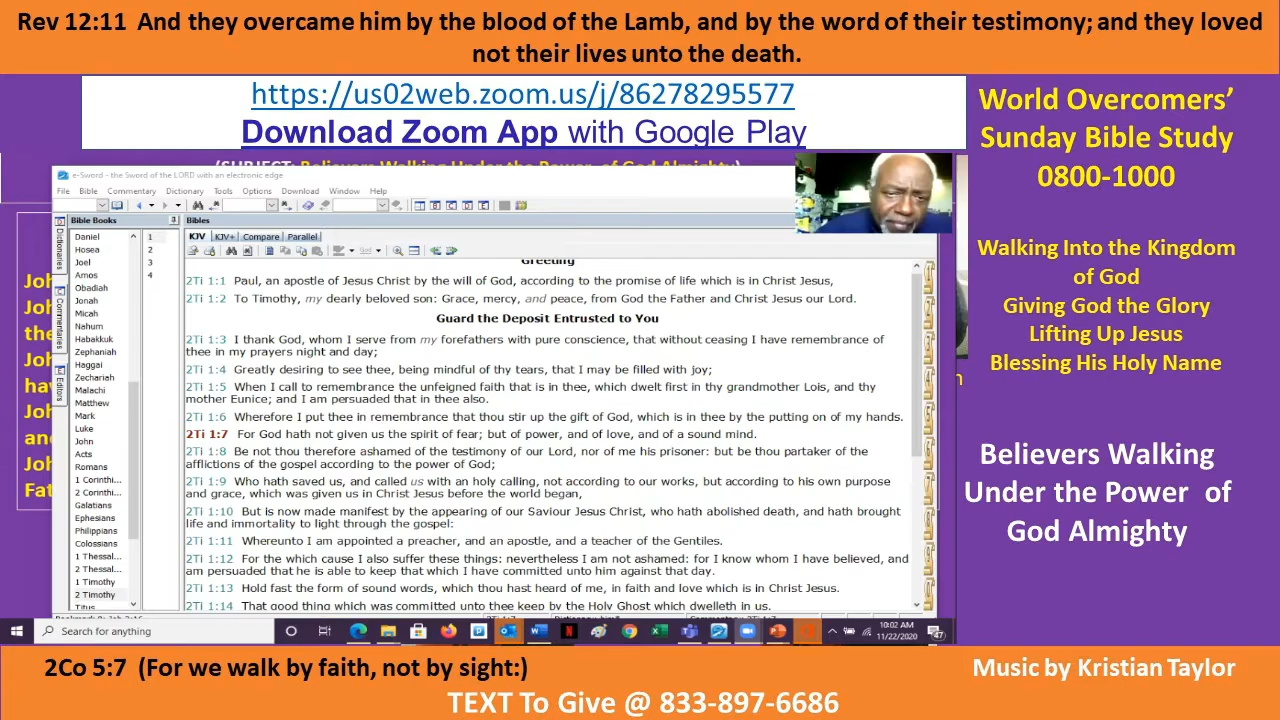 Rev 12:11 And they overcame him by the blood of the Lamb, and by the word of their testimony; and they loved
not their lives unto the death.
https://us02web.zoom.us/j/86278295577
Download Zoom App with Google Play
(SUBJECT: Believers Walking Under the Power of God Almighty)
World Overcomers’
Sunday Bible Study
0800-1000
Walking Into the Kingdom
of God
Giving God the Glory
Lifting Up Jesus
Blessing His Holy Name
Believers Walking
Under the Power of
God Almighty
Joh
Joh
the
Joh
hav
Joh
and
Joh
Fat
n
e-Sword - the Sword of the LORD with an electronic edge
File Bible Commentary Dictionary Tools Options Download Window Help
Bible Books
Bibles
Dictionaries
Commentaries
Editors
Daniel
Hosea
Joel
Amos
Obadiah
Jonah
Micah
Nahum
Habakkuk
Zephaniah
Haggai
Zechariah
Malachi
Matthew
Mark
Luke
John
Acts
Romans
1 Corinthi...
2 Corinthi...
Galatians
Ephesians
Philippians
Colossians
1 Thessal...
2 Thessal...
1 Timothy
2 Timothy
Titus
1
2
3
4
KJV KJV+ Compare Parallel
Greeting
2Ti 1:1 Paul, an apostle of Jesus Christ by the will of God, according to the promise of life which is in Christ Jesus,
2Ti 1:2 To Timothy, my dearly beloved son: Grace, mercy, and peace, from God the Father and Christ Jesus our Lord.
Guard the Deposit Entrusted to You
2Ti 1:3 I thank God, whom I serve from my forefathers with pure conscience, that without ceasing I have remembrance of
thee in my prayers night and day;
2Ti 1:4 Greatly desiring to see thee, being mindful of thy tears, that I may be filled with joy;
2Ti 1:5 When I call to remembrance the unfeigned faith that is in thee, which dwelt first in thy grandmother Lois, and thy
mother Eunice; and I am persuaded that in thee also.
2Ti 1:6 Wherefore I put thee in remembrance that thou stir up the gift of God, which is in thee by the putting on of my hands.
2Ti 1:7 For God hath not given us the spirit of fear; but of power, and of love, and of a sound mind.
2Ti 1:8 Be not thou therefore ashamed of the testimony of our Lord, nor of me his prisoner: but be thou partaker of the
afflictions of the gospel according to the power of God;
2Ti 1:9 Who hath saved us, and called us with an holy calling, not according to our works, but according to his own purpose
and grace, which was given us in Christ Jesus before the world began,
2Ti 1:10 But is now made manifest by the appearing of our Saviour Jesus Christ, who hath abolished death, and hath brought
life and immortality to light through the gospel:
2Ti 1:11 Whereunto I am appointed a preacher, and an apostle, and a teacher of the Gentiles.
2Ti 1:12 For the which cause I also suffer these things: nevertheless I am not ashamed: for I know whom I have believed, and
am persuaded that he is able to keep that which I have committed unto him against that day.
2Ti 1:13 Hold fast the form of sound words, which thou hast heard of me, in faith and love which is in Christ Jesus.
2Ti 1:14 That good thing which was committed unto thee keep by the Holy Ghost which dwelleth in us.
Search for anything
10:02 AM
11/22/2020
47
2Co 5:7 (For we walk by faith, not by sight:)
Music by Kristian Taylor
TEXT To Give @ 833-897-6686